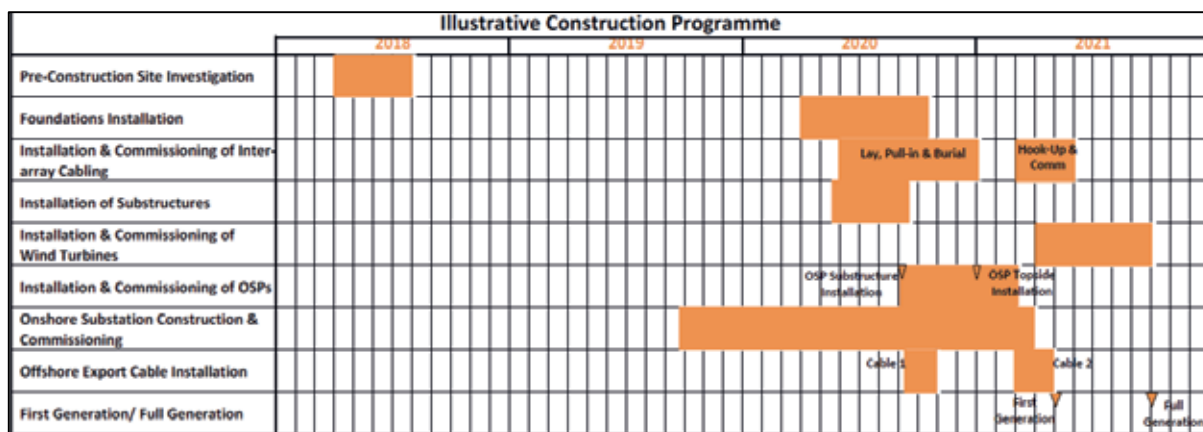 Illustrative Construction Programme
2018 2019 2020 2021
Pre-Construction Site Investigation
Foundations Installation
Installation & Commissioning of Inter-
array Cabling
Lay, Pull-in & Burial
Hook-Up &
Comm
Installation of Substructures
Installation & Commissioning of
Wind Turbines
Installation & Commissioning of OSPs
OSP Substructure
Installation
OSP Topside
Installation
Onshore Substation Construction &
Commissioning
Offshore Export Cable Installation
Cable 1
Cable 2
First Generation/ Full Generation
First
Generation
Full
Generation